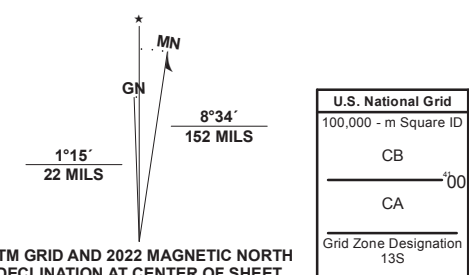 ★
MN
GN
8°34´
152 MILS
1°15´
22 MILS
TM GRID AND 2022 MAGNETIC NORTH
DECLINATION AT CENTER OF SHEET
U.S. National Grid
100,000 - m Square ID
CB
4100
CA
Grid Zone Designation
13S